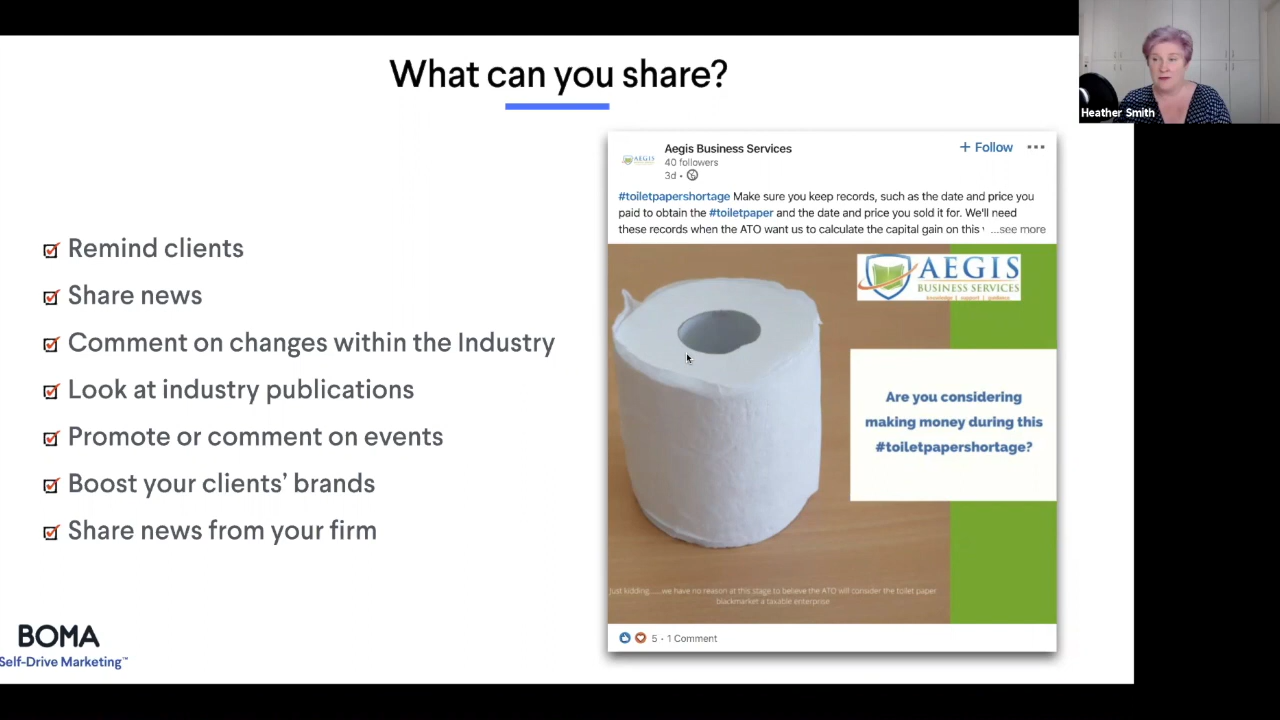 What can you share?
Heather Smith
Remind clients
Share news
Comment on changes within the Industry
Look at industry publications
Promote or comment on events
Boost your clients' brands
Share news from your firm
BOMA
Self-Drive Marketing™
AEGIS
Aegis Business Services
40 followers
3d •
+ Follow
#toiletpapershortage Make sure you keep records, such as the date and price you
paid to obtain the #toiletpaper and the date and price you sold it for. We'll need
these records when the ATO want us to calculate the capital gain on this ...see more
AEGIS
BUSINESS SERVICES
knowledge | support | guidance
Are you considering
making money during this
#toiletpapershortage?
Just kidding......we have no reason at this stage to believe the ATO will consider the toilet paper
blackmarket a taxable enterprise
5 · 1 Comment